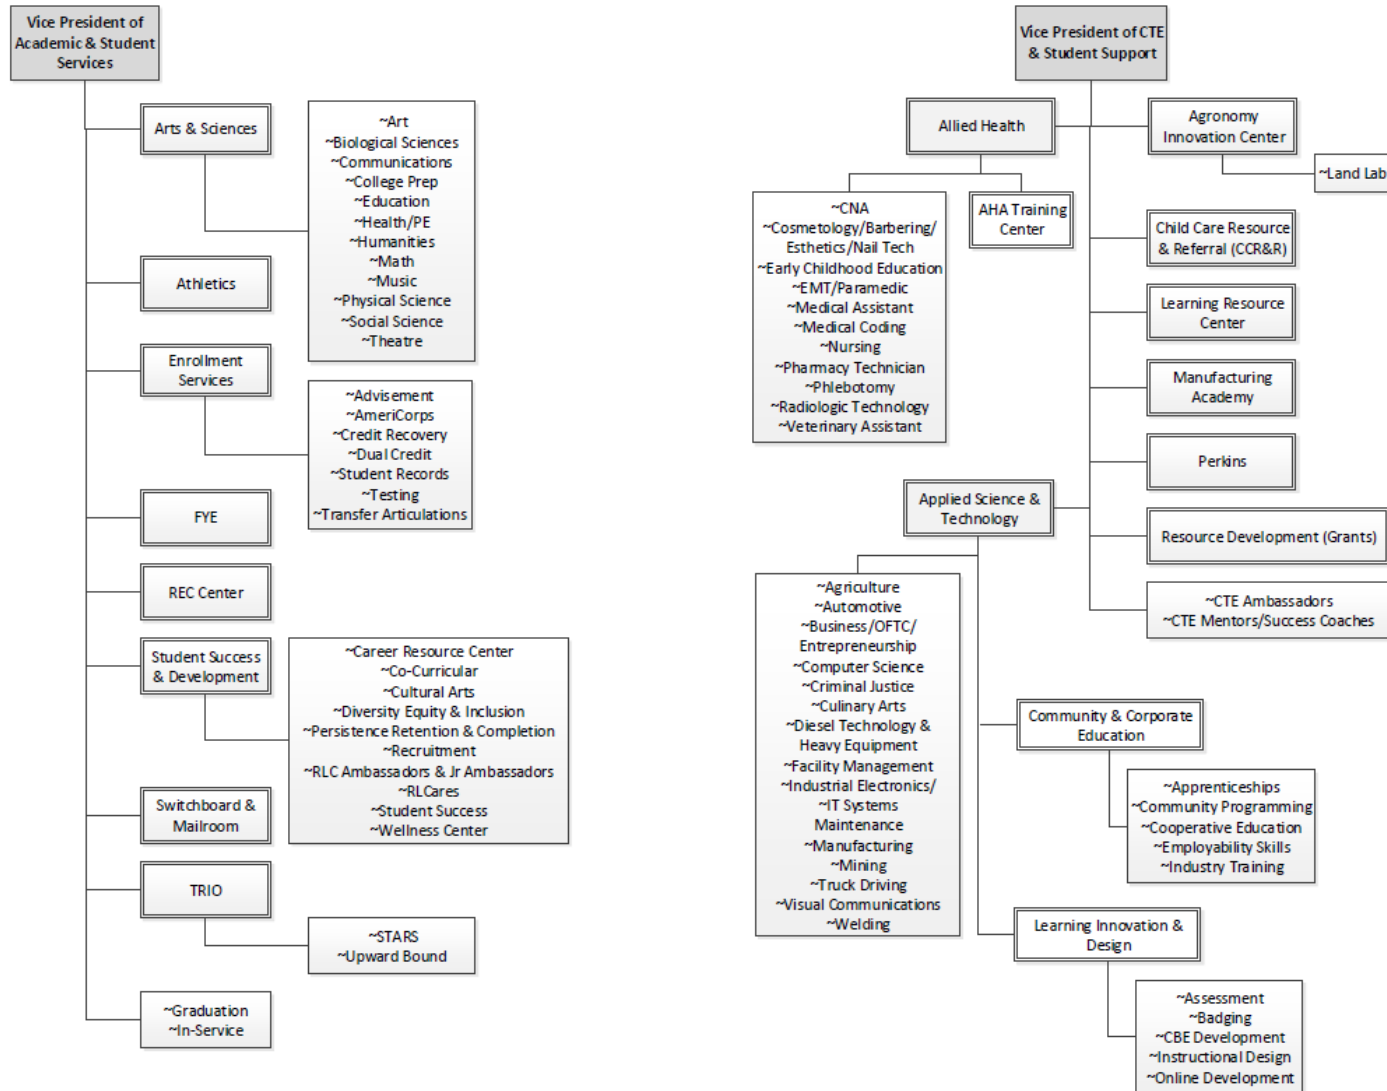 Vice President of
Academic & Student
Services
Arts & Sciences
~Art
~Biological Sciences
~Communications
~College Prep
~Education
~Health/PE
~Humanities
~Math
~Music
~Physical Science
~Social Science
~Theatre
Athletics
Enrollment
Services
~Advisement
~AmeriCorps
~Credit Recovery
~Dual Credit
~Student Records
~Testing
~Transfer Articulations
FYE
REC Center
Student Success
& Development
~Career Resource Center
~Co-Curricular
~Cultural Arts
~Diversity Equity & Inclusion
~Persistence Retention & Completion
~Recruitment
~RLC Ambassadors & Jr Ambassadors
~RLCares
~Student Success
~Wellness Center
Switchboard &
Mailroom
TRIO
~STARS
~Upward Bound
~Graduation
~In-Service
Vice President of CTE
& Student Support
Allied Health
~CNA
~Cosmetology/Barbering/
Esthetics/Nail Tech
~Early Childhood Education
~EMT/Paramedic
~Medical Assistant
~Medical Coding
~Nursing
~Pharmacy Technician
~Phlebotomy
~Radiologic Technology
~Veterinary Assistant
AHA Training
Center
Agronomy
Innovation Center
~Land Lab
Child Care Resource
& Referral (CCR&R)
Learning Resource
Center
Manufacturing
Academy
Perkins
Resource Development (Grants)
~CTE Ambassadors
~CTE Mentors/Success Coaches
Applied Science &
Technology
~Agriculture
~Automotive
~Business/OFTC/
Entrepreneurship
~Computer Science
~Criminal Justice
~Culinary Arts
~Diesel Technology &
Heavy Equipment
~Facility Management
~Industrial Electronics/
~IT Systems
Maintenance
~Manufacturing
~Mining
~Truck Driving
~Visual Communications
~Welding
Community & Corporate
Education
~Apprenticeships
~Community Programming
~Cooperative Education
~Employability Skills
~Industry Training
Learning Innovation &
Design
~Assessment
~Badging
~CBE Development
~Instructional Design
~Online Development